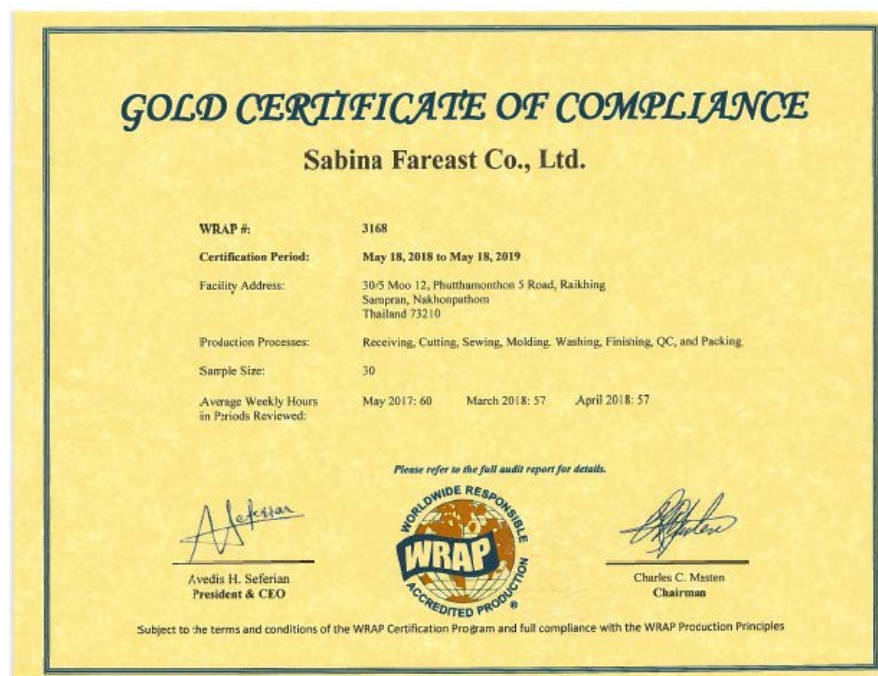 GOLD CERTIFICATE OF COMPLIANCE
Sabina Fareast Co., Ltd.
WRAP #: 3168
Certification Period: May 18, 2018 to May 18, 2019
Facility Address: 30/5 Moo 12, Phutthamonthon 5 Road, Raikhing
Sampran, Nakhonpathom
Thailand 73210
Production Processes: Receiving, Cutting, Sewing, Molding. Washing, Finishing, QC, and Packing.
Sample Size: 30
Average Weekly Hours May 2017: 60 March 2018: 57 April 2018: 57
in Periods Reviewed:
Please refer to the full audit report for details.
WORLDWIDE RESPONSIBLE
WRAP
ACCREDITED PRODUCTION ®
Avedis H. Seferian
President & CEO
Charles C. Masten
Chairman
Subject to the terms and conditions of the WRAP Certification Program and full compliance with the WRAP Production Principles